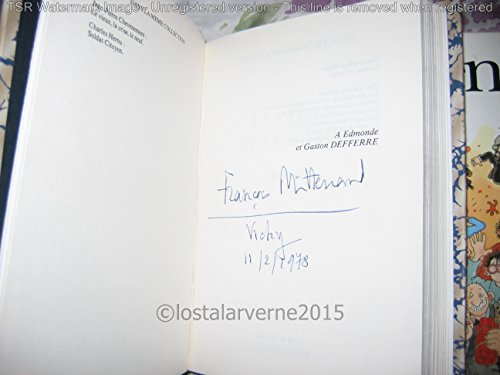 TSR Watermark Image - Unregistered version - This line is removed when registered
A Edmonde
et Gaston DEFFERRE
François Mitterrand
Vichy
11/2/1978
Charles Hernu :
Soldat-Citoyen.
©lostalarverne2015